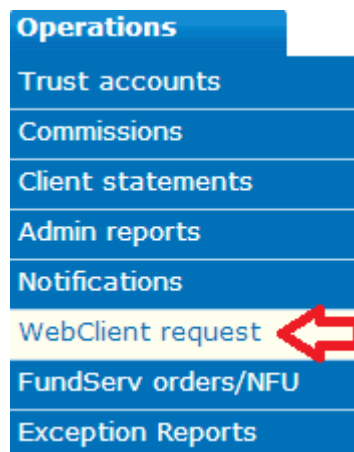 Operations
Trust accounts
Commissions
Client statements
Admin reports
Notifications
WebClient request
FundServ orders/NFU
Exception Reports